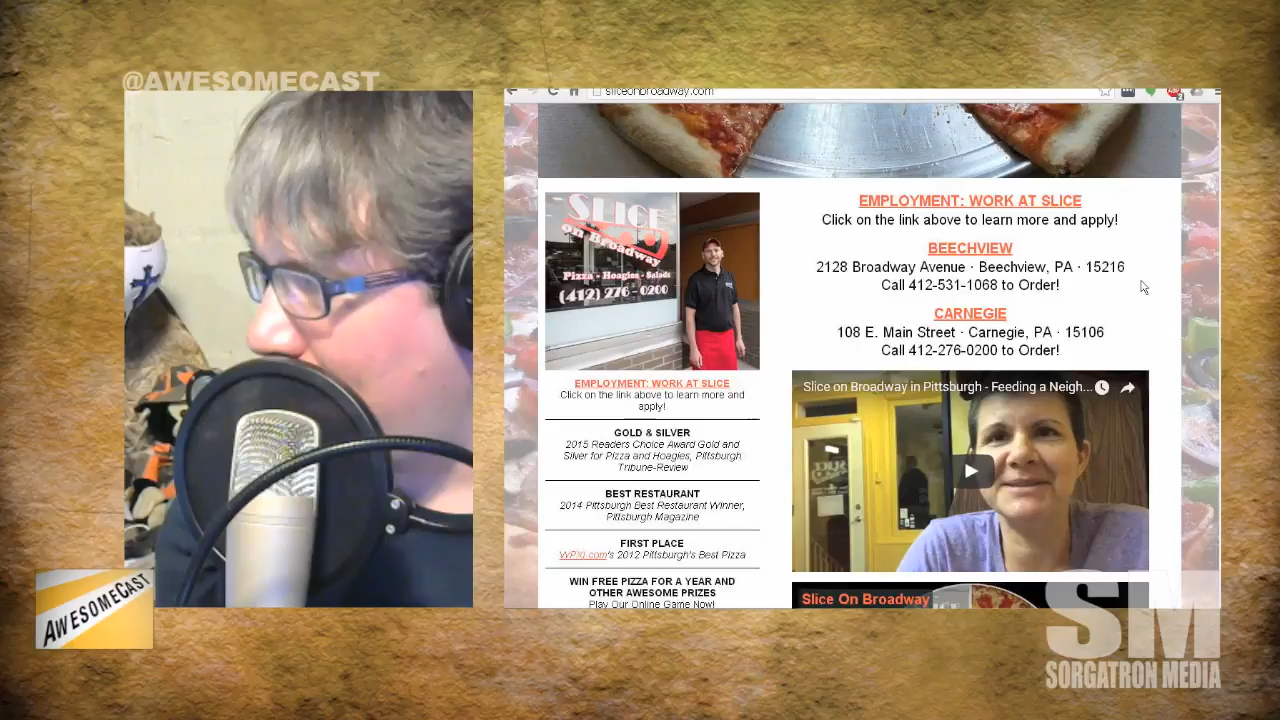 @AWESOMECAST
sliceonbroadway.com
SLICE
on Broadway
Pizza - Hoagies - Salads
(412) 276 - 0200
EMPLOYMENT: WORK AT SLICE
Click on the link above to learn more and
apply!
GOLD & SILVER
2015 Readers Choice Award Gold and
Silver for Pizza and Hoagies, Pittsburgh
Tribune-Review
BEST RESTAURANT
2014 Pittsburgh Best Restaurant Winner,
Pittsburgh Magazine
FIRST PLACE
WPXI.com's 2012 Pittsburgh's Best Pizza
WIN FREE PIZZA FOR A YEAR AND
OTHER AWESOME PRIZES
Play Our Online Game Now!
EMPLOYMENT: WORK AT SLICE
Click on the link above to learn more and apply!
BEECHVIEW
2128 Broadway Avenue · Beechview, PA · 15216
Call 412-531-1068 to Order!
CARNEGIE
108 E. Main Street · Carnegie, PA · 15106
Call 412-276-0200 to Order!
Slice on Broadway in Pittsburgh - Feeding a Neigh...
Slice On Broadway
AWESOMECAST
SM
SORGATRON MEDIA